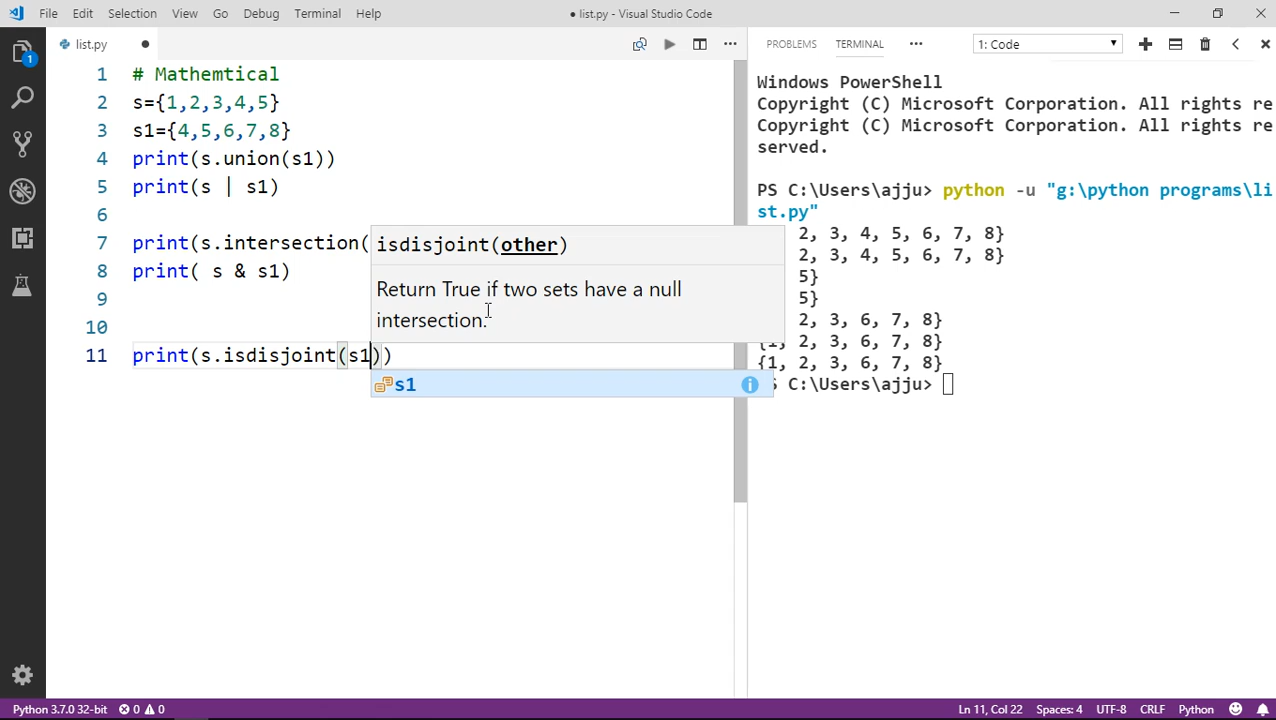 File Edit Selection View Go Debug Terminal Help
● list.py - Visual Studio Code
list.py
PROBLEMS TERMINAL
1: Code
1 # Mathemtical
2 s={1,2,3,4,5}
3 s1={4,5,6,7,8}
4 print(s.union(s1))
5 print(s | s1)
6
7 print(s.intersection(
8 print( s & s1)
9
10
11 print(s.isdisjoint(s1))
isdisjoint(other)
Return True if two sets have a null
intersection.
s1
Windows PowerShell
Copyright (C) Microsoft Corporation. All rights re
Copyright (C) Microsoft Corporation. All rights re
served.
PS C:\Users\ajju> python -u "g:\python programs\li
st.py"
2, 3, 4, 5, 6, 7, 8}
2, 3, 4, 5, 6, 7, 8}
5}
5}
2, 3, 6, 7, 8}
{1, 2, 3, 6, 7, 8}
{1, 2, 3, 6, 7, 8}
C:\Users\ajju>
1
Python 3.7.0 32-bit 0 0
Ln 11, Col 22 Spaces: 4 UTF-8 CRLF Python